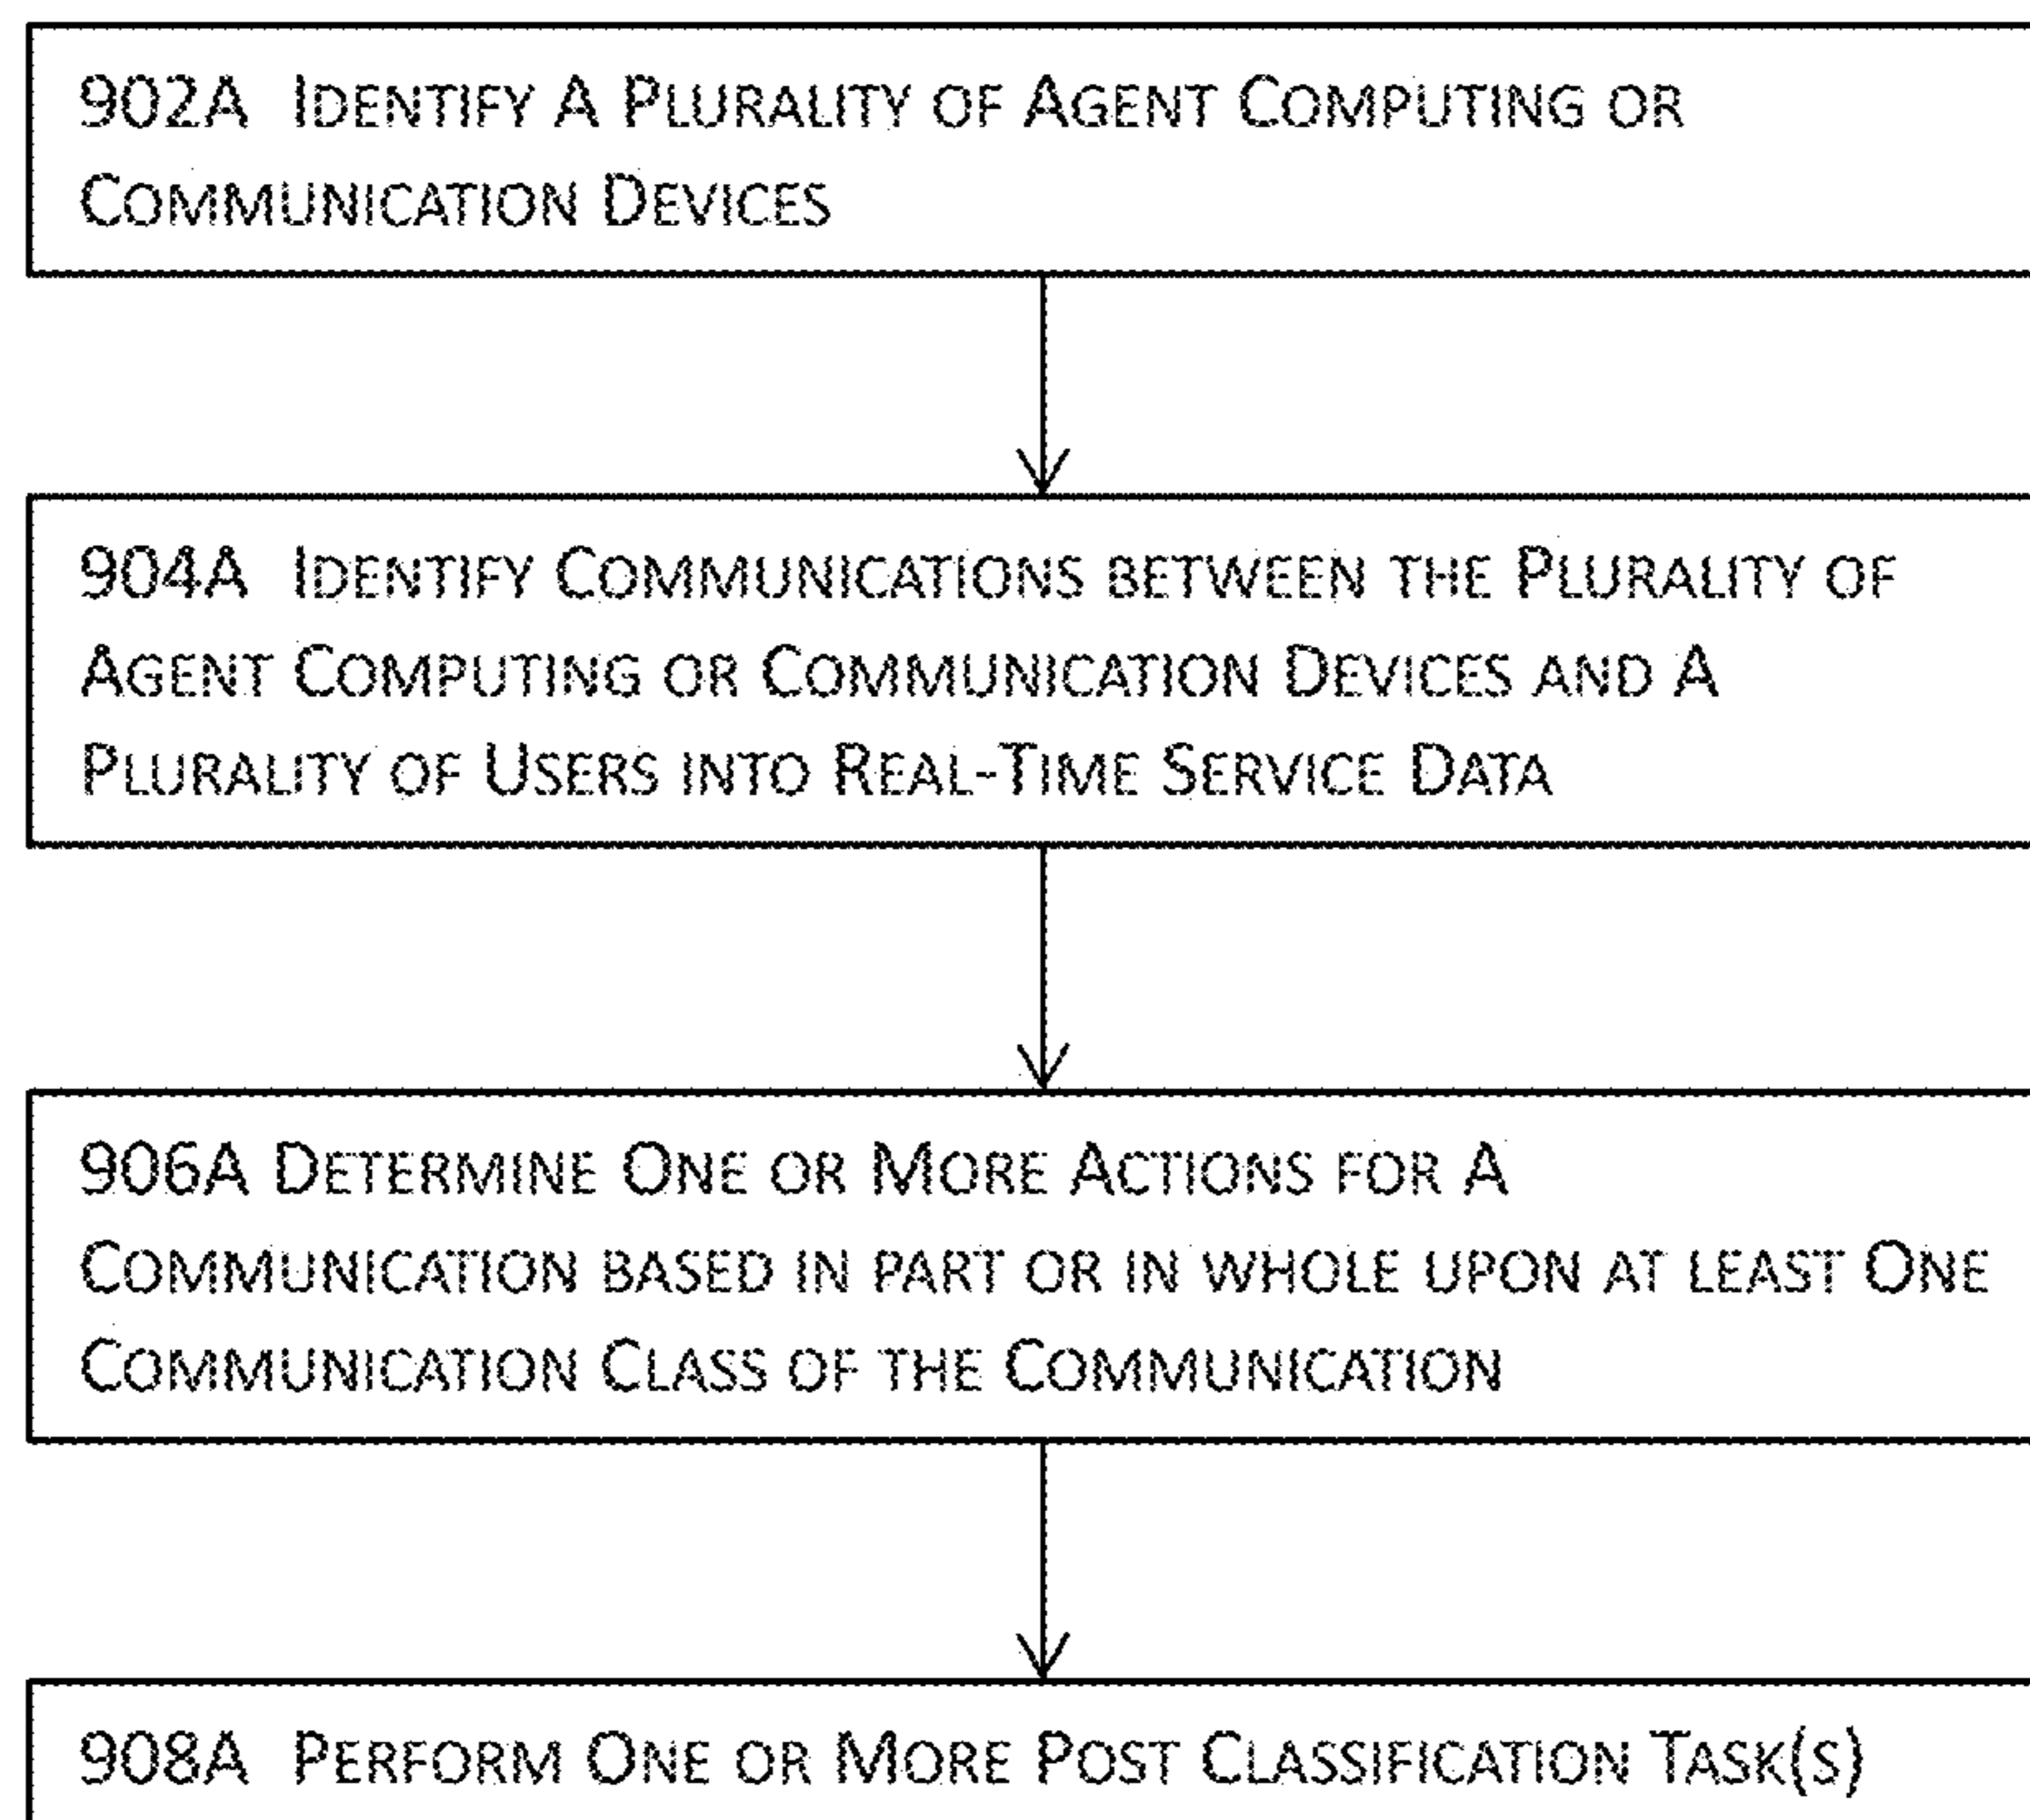 902A Identify A Plurality of Agent Computing or
Communication Devices
904A Identify Communications between the Plurality of
Agent Computing or Communication Devices and A
Plurality of Users into Real-Time Service Data
906A Determine One or More Actions for A
Communication based in part or in whole upon at least One
Communication Class of the Communication
908A Perform One or More Post Classification Task(s)